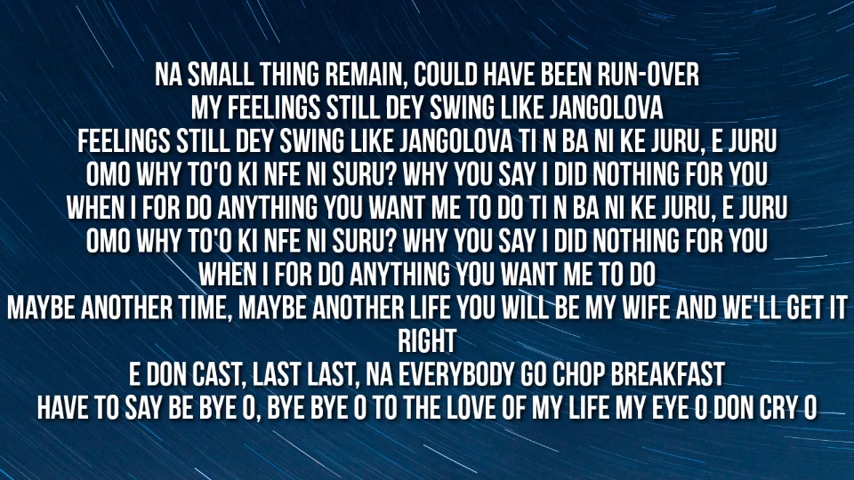 NA SMALL THING REMAIN, COULD HAVE BEEN RUN-OVER
MY FEELINGS STILL DEY SWING LIKE JANGOLOVA
FEELINGS STILL DEY SWING LIKE JANGOLOVA TI N BA NI KE JURU, E JURU
OMO WHY TO'O KI NFE NI SURU? WHY YOU SAY I DID NOTHING FOR YOU
WHEN I FOR DO ANYTHING YOU WANT ME TO DO TI N BA NI KE JURU, E JURU
OMO WHY TO'O KI NFE NI SURU? WHY YOU SAY I DID NOTHING FOR YOU
WHEN I FOR DO ANYTHING YOU WANT ME TO DO
MAYBE ANOTHER TIME, MAYBE ANOTHER LIFE YOU WILL BE MY WIFE AND WE'LL GET IT
RIGHT
E DON CAST, LAST LAST, NA EVERYBODY GO CHOP BREAKFAST
HAVE TO SAY BE BYE O, BYE BYE O TO THE LOVE OF MY LIFE MY EYE O DON CRY O